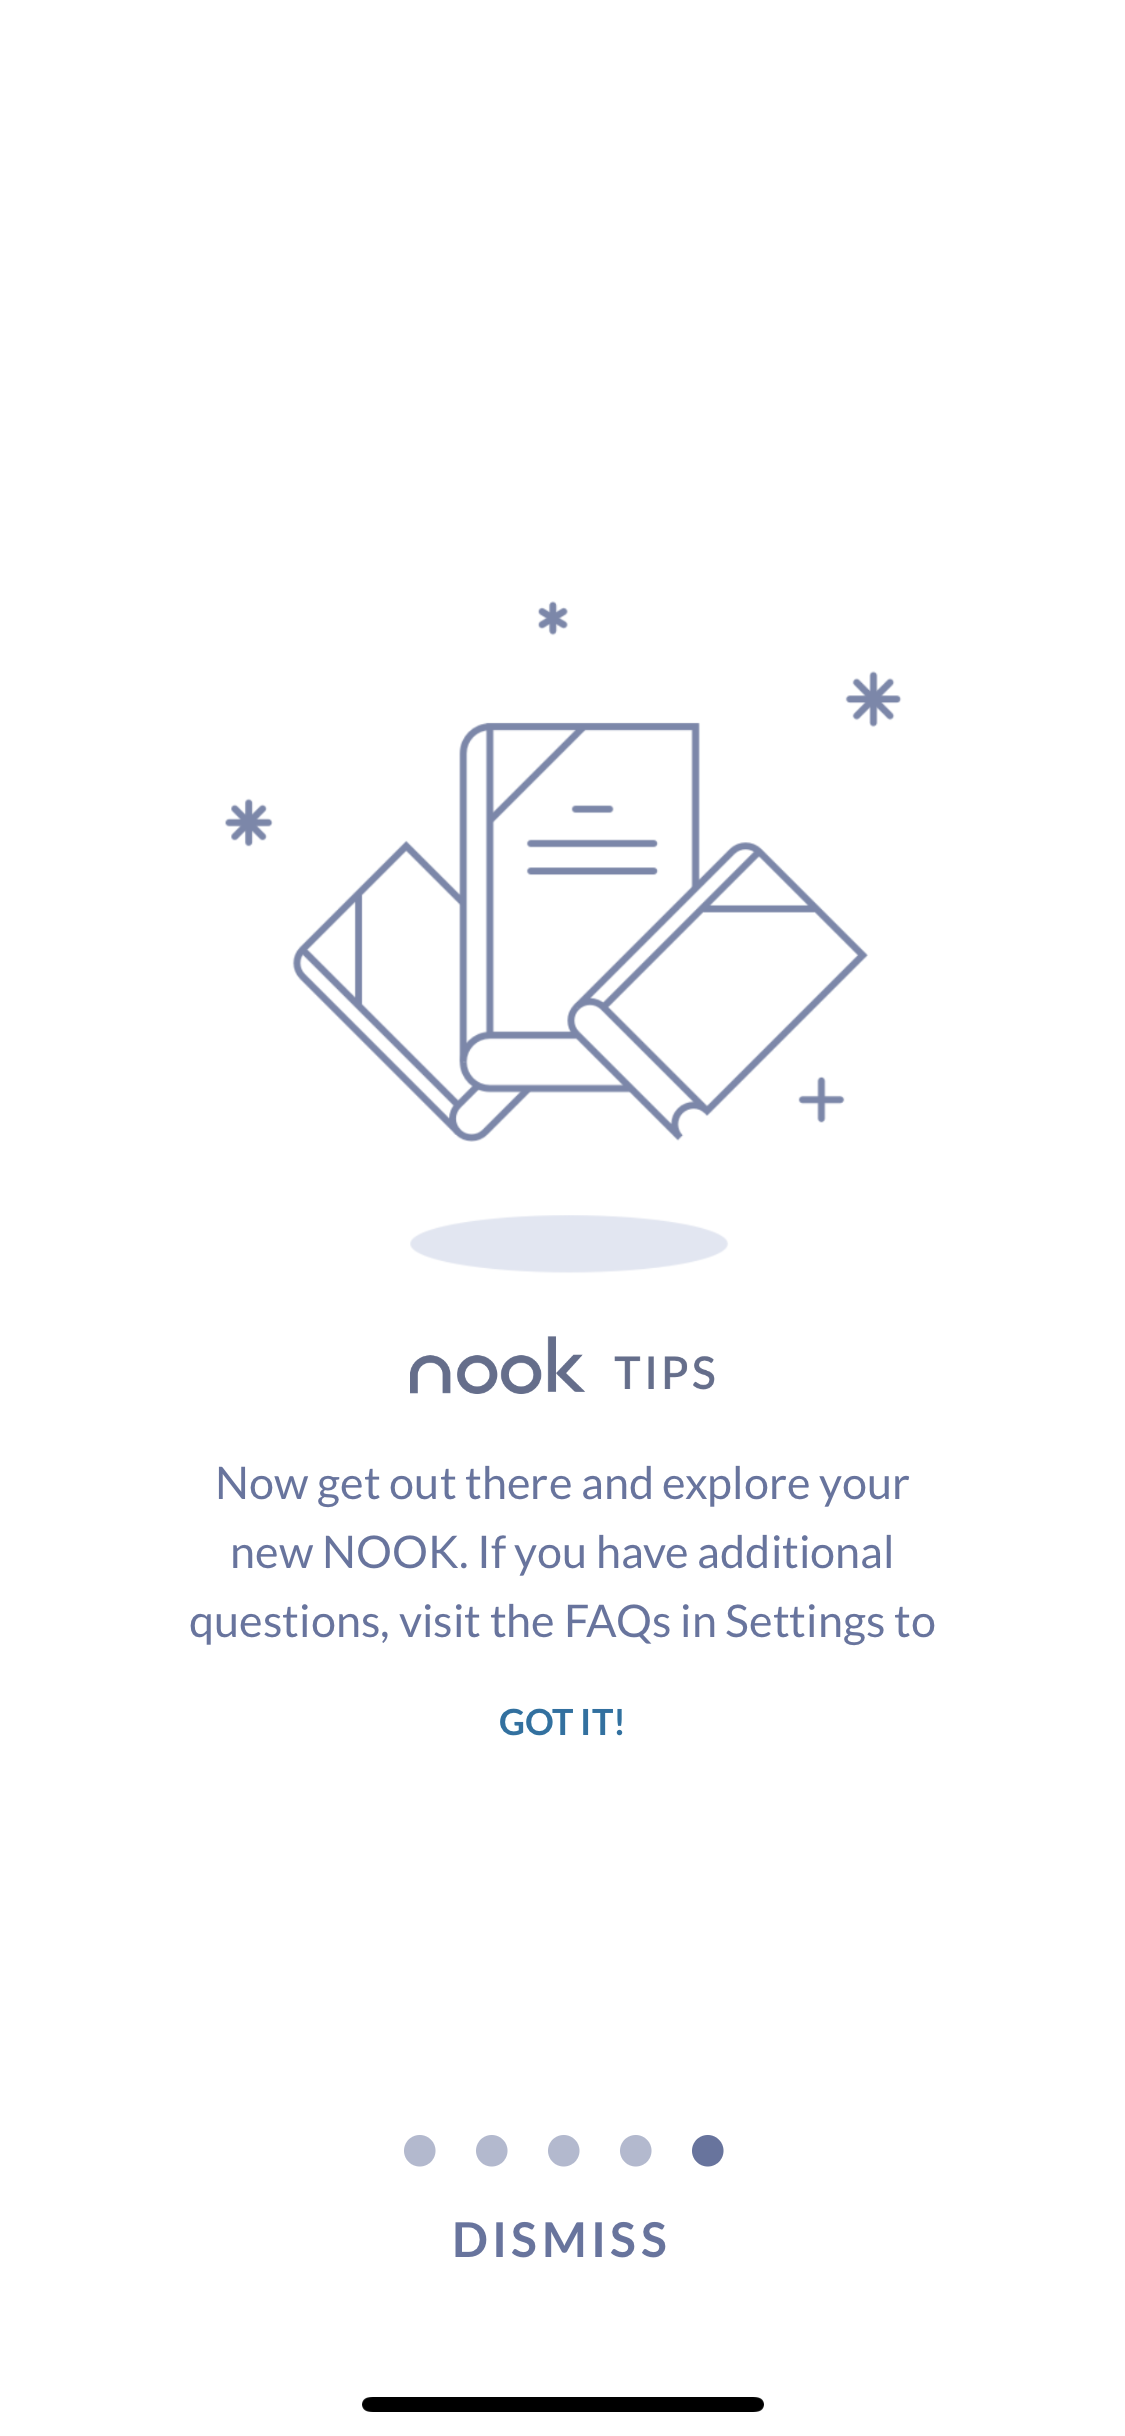 nook TIPS
Now get out there and explore your
new NOOK. If you have additional
questions, visit the FAQs in Settings to
GOT IT!
DISMISS